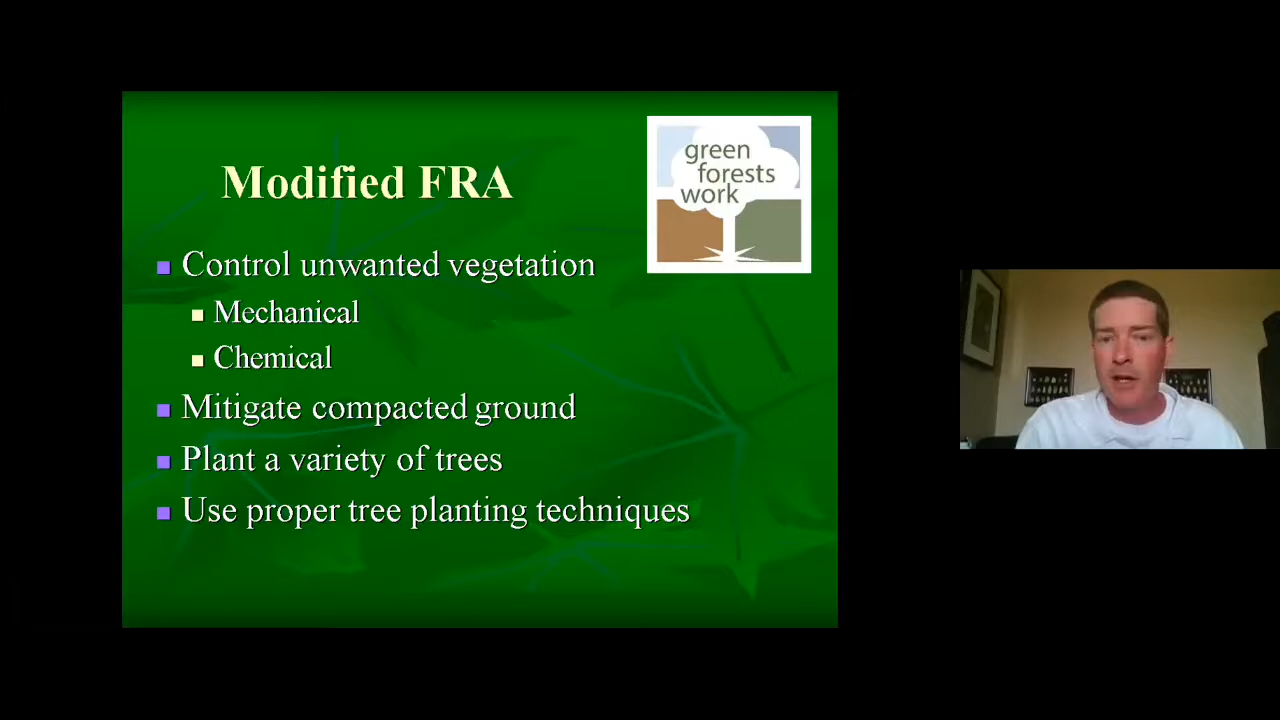 Modified FRA
green
forests
work
Control unwanted vegetation
Mechanical
Chemical
Mitigate compacted ground
Plant a variety of trees
Use proper tree planting techniques